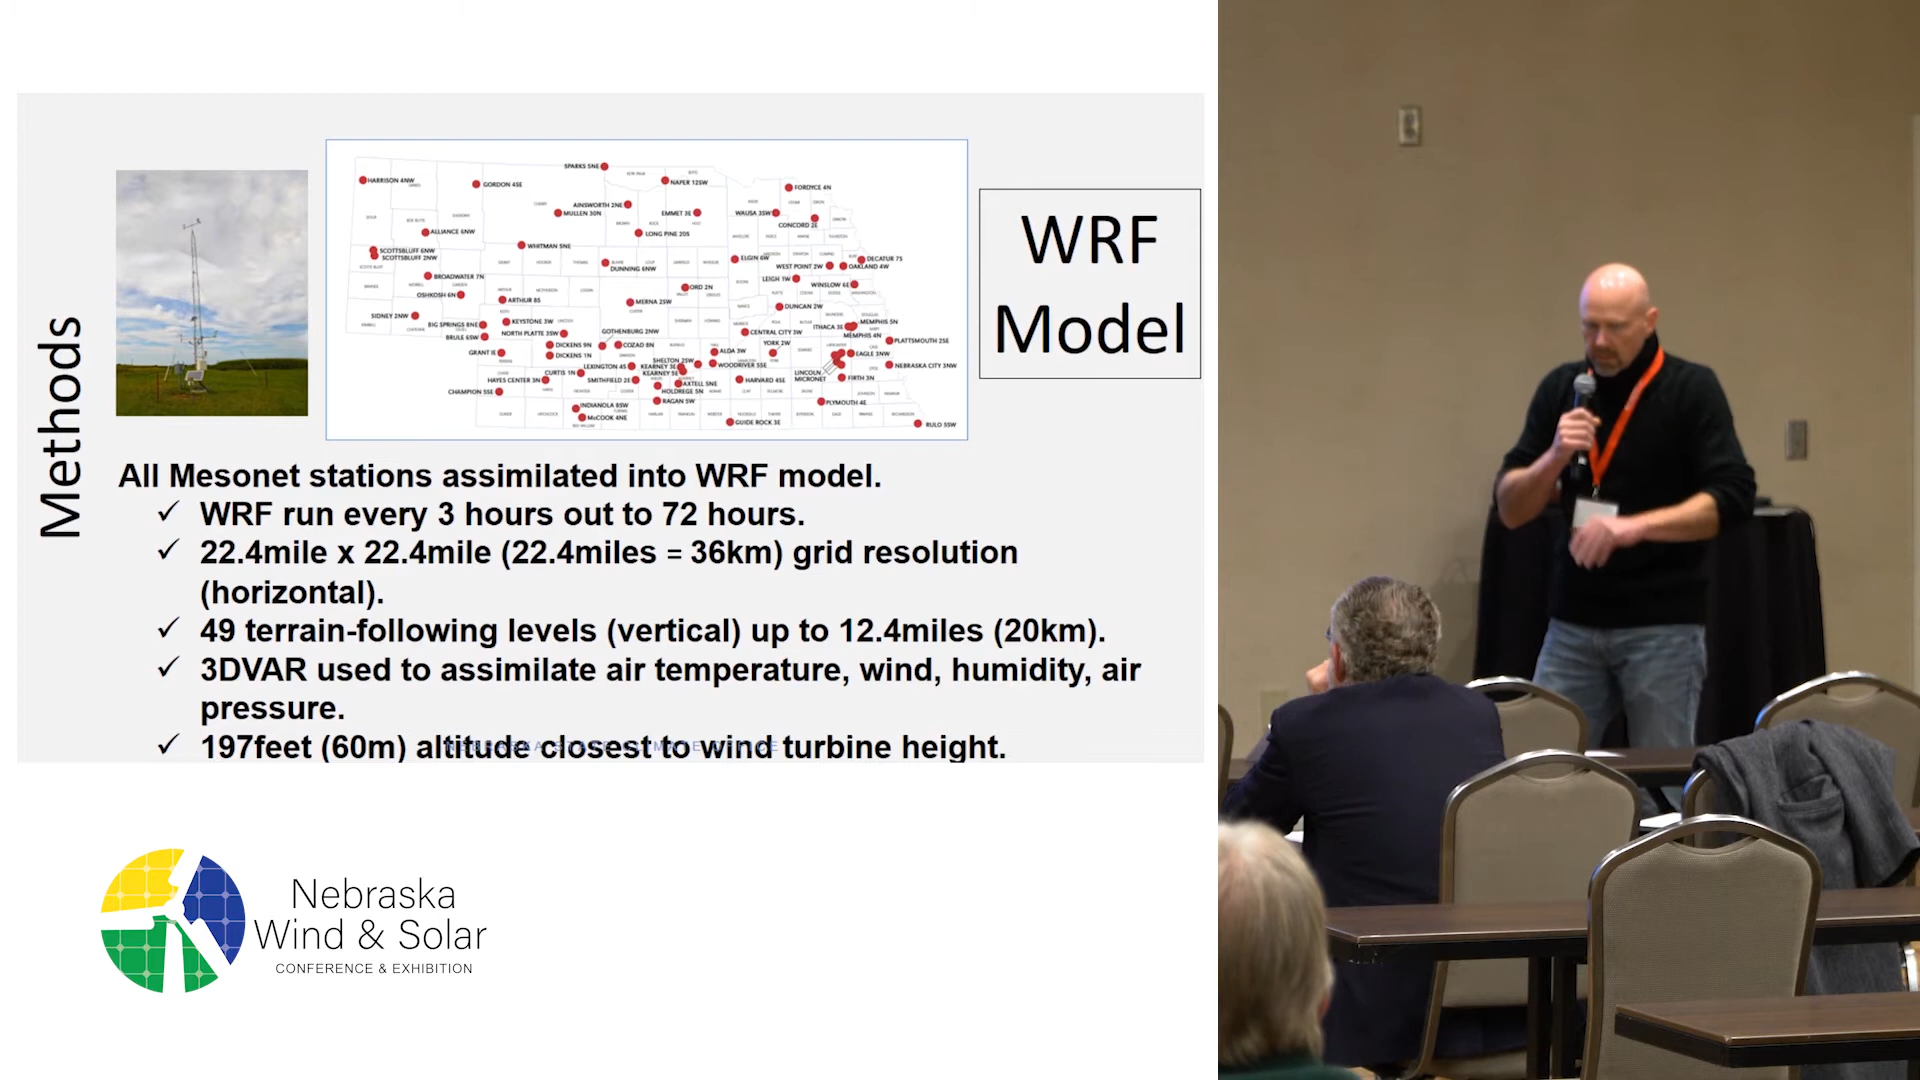 Methods
SPARKS 5NE
HARRISON 4NW
GORDON 4SE
NAPER 12SW
FORDYCE 4N
AINSWORTH 2NE
MULLEN 30N
EMMET 3E
WAUSA 3SW
CONCORD 2E
ALLIANCE 6NW
LONG PINE 20S
WHITMAN 5NE
SCOTTSBLUFF 6NW
SCOTTSBLUFF 2NW
DUNNING 6NW
ELGIN 6W
DECATUR 7S
WEST POINT 2W
OAKLAND 4W
BROADWATER 7N
LEIGH 1W
WINSLOW 6E
OSHKOSH 6N
ARTHUR 8S
ORD 2N
MERNA 2SW
DUNCAN 2W
SIDNEY 2NW
BIG SPRINGS 8NE
KEYSTONE 3W
ITHACA 3E
MEMPHIS 5N
MEMPHIS 4N
BRULE 6SW
NORTH PLATTE 3SW
GOTHENBURG 2NW
CENTRAL CITY 3W
PLATTSMOUTH 2SE
DICKENS 9N
COZAD 8N
YORK 2W
GRANT 1E
DICKENS 1N
ALDA 3W
EAGLE 3NW
SHELTON 2SW
LEXINGTON 4S
KEARNEY 3E
WOODRIVER 5SE
NEBRASKA CITY 3NW
CURTIS 1N
KEARNEY 5E
LINCOLN
MICRONET
FIRTH 3N
HAYES CENTER 3N
SMITHFIELD 2E
AXTELL 5NE
HARVARD 4SE
CHAMPION 5SE
HOLDREGE 5N
RAGAN 5W
PLYMOUTH 4E
INDIANOLA 8SW
McCOOK 4NE
GUIDE ROCK 3E
RULO 5SW
WRF
Model
All Mesonet stations assimilated into WRF model.
✓ WRF run every 3 hours out to 72 hours.
✓ 22.4mile x 22.4mile (22.4miles = 36km) grid resolution
(horizontal).
✓ 49 terrain-following levels (vertical) up to 12.4miles (20km).
✓ 3DVAR used to assimilate air temperature, wind, humidity, air
pressure.
✓ 197feet (60m) altitude closest to wind turbine height.
NEBRASKA STATE CLIMATE OFFICE
Nebraska
Wind & Solar
CONFERENCE & EXHIBITION